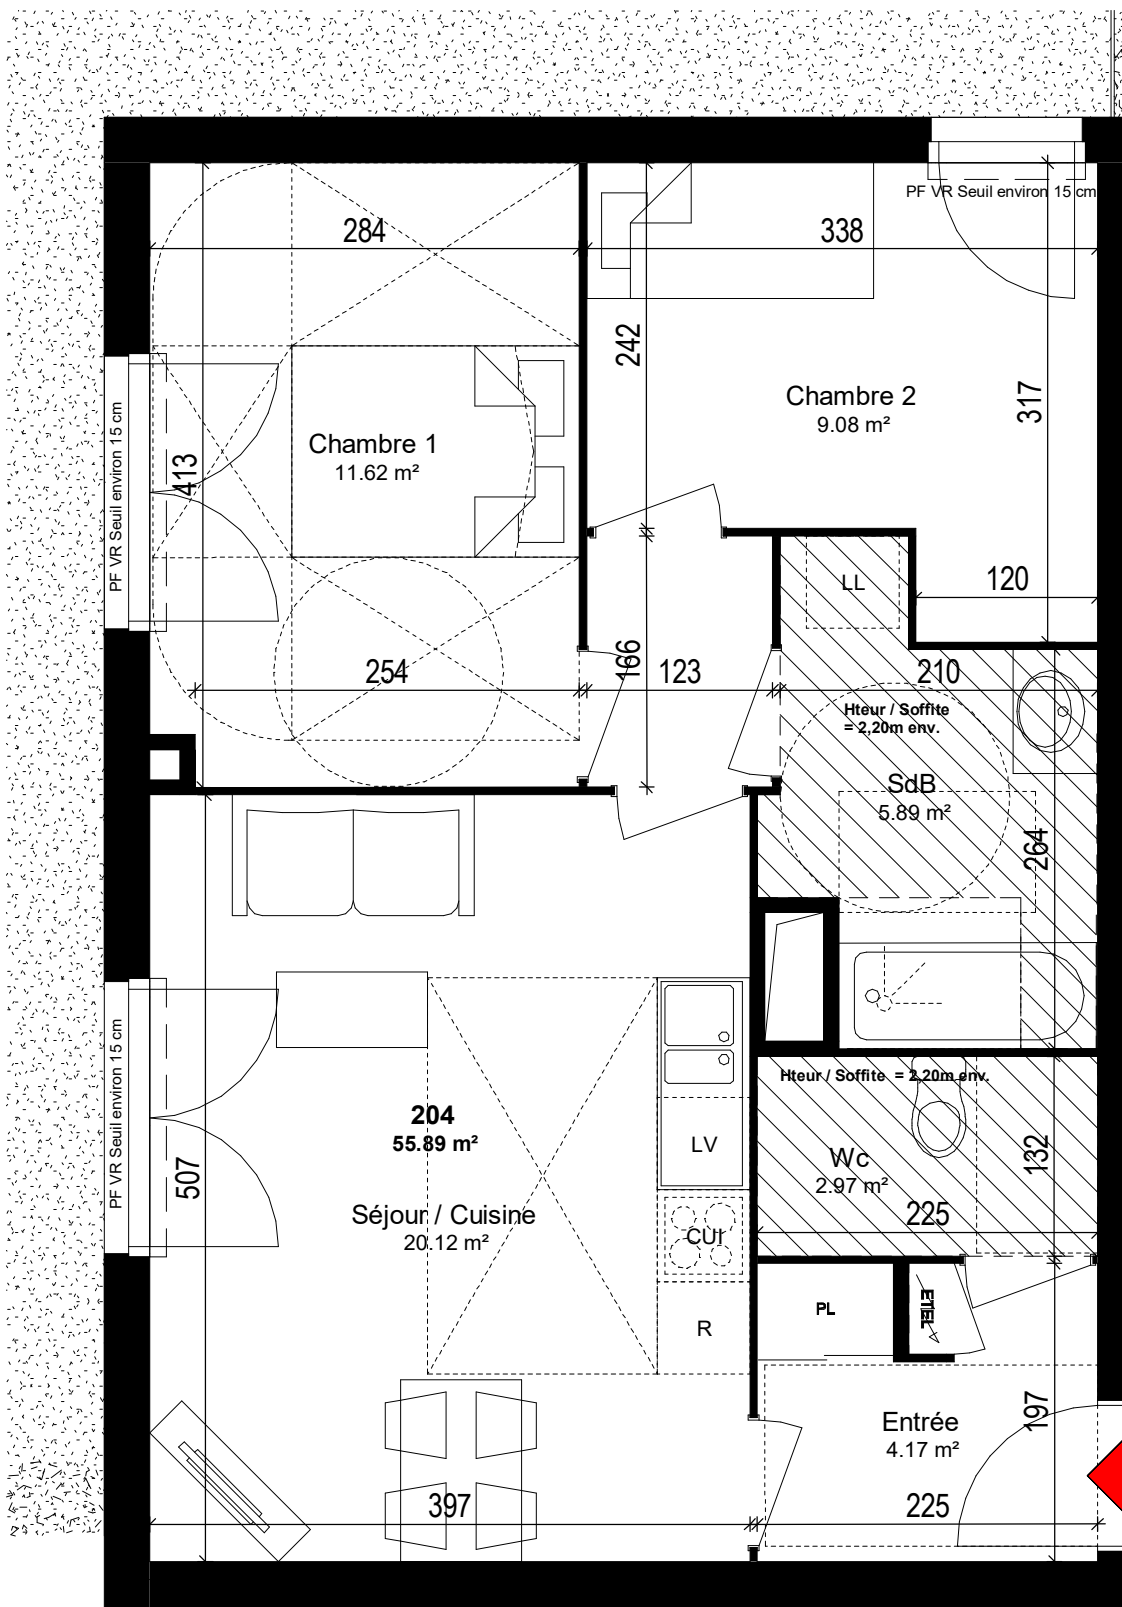 PF VR Seuil environ 15 cm
284
338
242
317
Chambre 2
9.08 m²
Chambre 1
11.62 m²
413
PF VR Seuil environ 15 cm
LL
120
166
254
123
210
Hteur / Soffite
= 2,20m env.
SdB
5.89 m²
264
PF VR Seuil environ 15 cm
Hteur / Soffite = 2,20m env.
204
55.89 m²
LV
132
Wc
2.97 m²
507
Séjour / Cuisine
20.12 m²
225
CUI
PL
ETEL
R
197
Entrée
4.17 m²
397
225